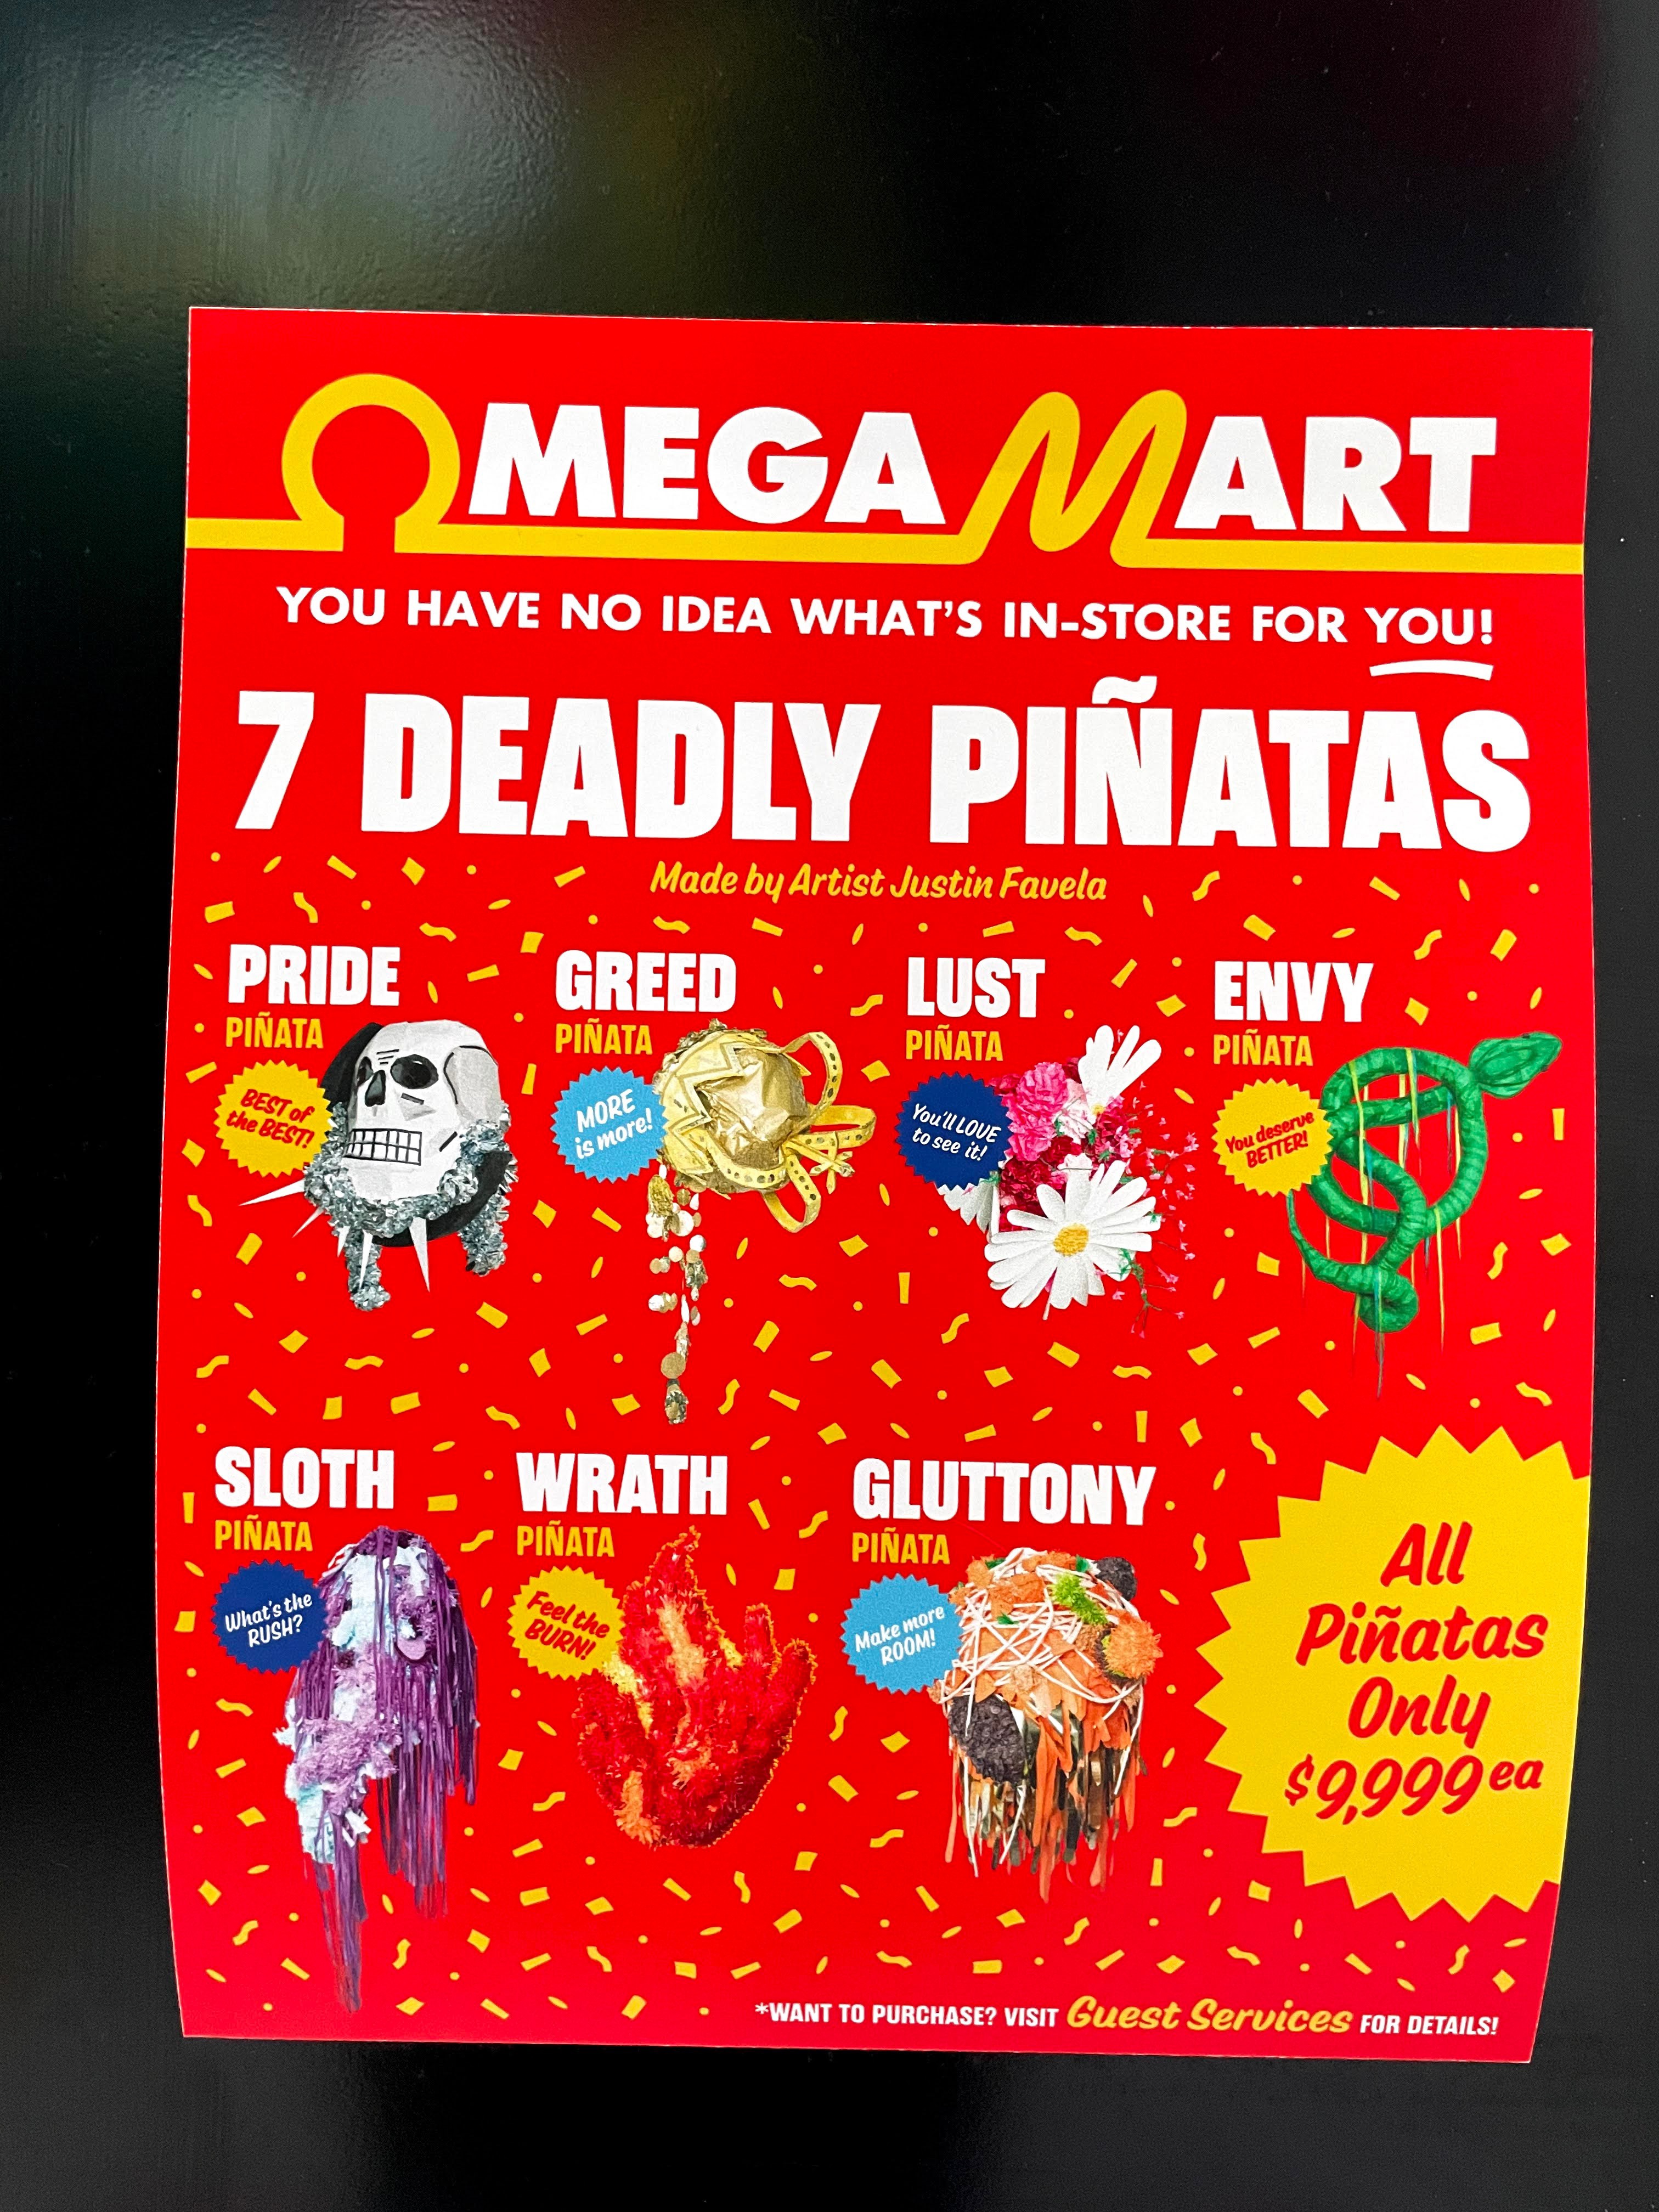 ΩMEGA MART
YOU HAVE NO IDEA WHAT'S IN-STORE FOR YOU!
7 DEADLY PIÑATAS
Made by Artist Justin Favela
PRIDE
PIÑATA
BEST of
the BEST!
GREED
PIÑATA
MORE
is more!
LUST
PIÑATA
You'll LOVE
to see it!
ENVY
PIÑATA
You deserve
BETTER!
SLOTH
PIÑATA
What's the
RUSH?
WRATH
PIÑATA
Feel the
BURN!
GLUTTONY
PIÑATA
Make more
ROOM!
All
Piñatas
Only
$9,999 ea
*WANT TO PURCHASE? VISIT Guest Services FOR DETAILS!